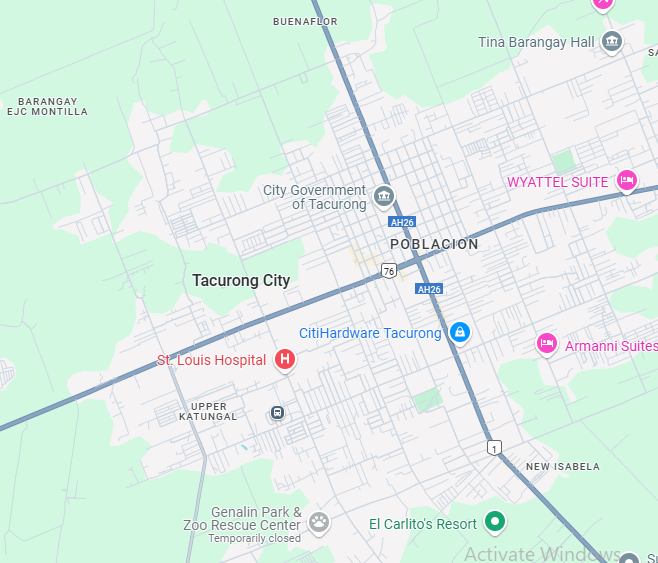 BUENAFLOR
Tina Barangay Hall
BARANGAY
EJC MONTILLA
WYATTEL SUITE
City Government
of Tacurong
AH26
POBLACION
76
Tacurong City
AH26
CitiHardware Tacurong
Armanni Suites
St. Louis Hospital
H
UPPER
KATUNGAL
1
NEW ISABELA
Genalin Park &
Zoo Rescue Center
Temporarily closed
El Carlito's Resort
Activate Windows